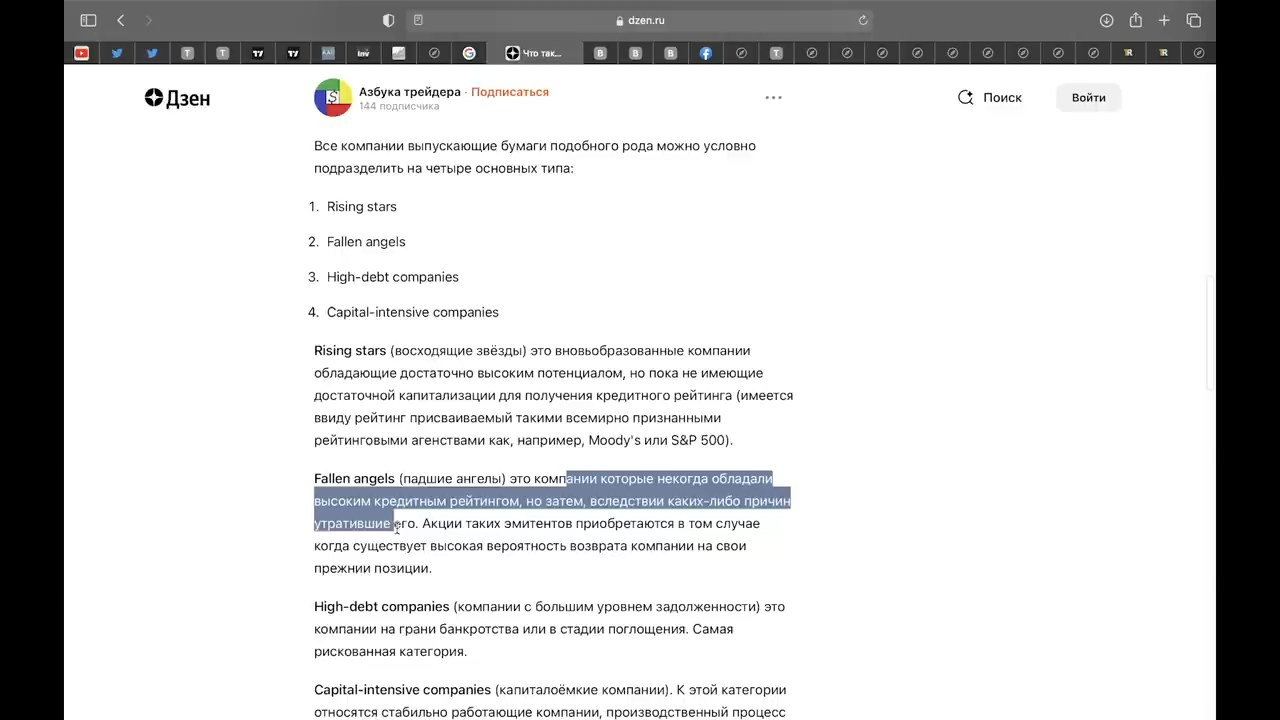 dzen.ru
Что так...
Дзен
Азбука трейдера · Подписаться
144 подписчика
Поиск
Войти
Все компании выпускающие бумаги подобного рода можно условно
подразделить на четыре основных типа:
1. Rising stars
2. Fallen angels
3. High-debt companies
4. Capital-intensive companies
Rising stars (восходящие звёзды) это вновьобразованные компании
обладающие достаточно высоким потенциалом, но пока не имеющие
достаточной капитализации для получения кредитного рейтинга (имеется
ввиду рейтинг присваиваемый такими всемирно признанными
рейтинговыми агенствами как, например, Moody's или S&P 500).
Fallen angels (падшие ангелы) это компании которые некогда обладали
высоким кредитным рейтингом, но затем, вследствии каких-либо причин
утратившие его. Акции таких эмитентов приобретаются в том случае
когда существует высокая вероятность возврата компании на свои
прежнии позиции.
High-debt companies (компании с большим уровнем задолженности) это
компании на грани банкротства или в стадии поглощения. Самая
рискованная категория.
Capital-intensive companies (капиталоёмкие компании). К этой категории
относятся стабильно работающие компании, производственный процесс